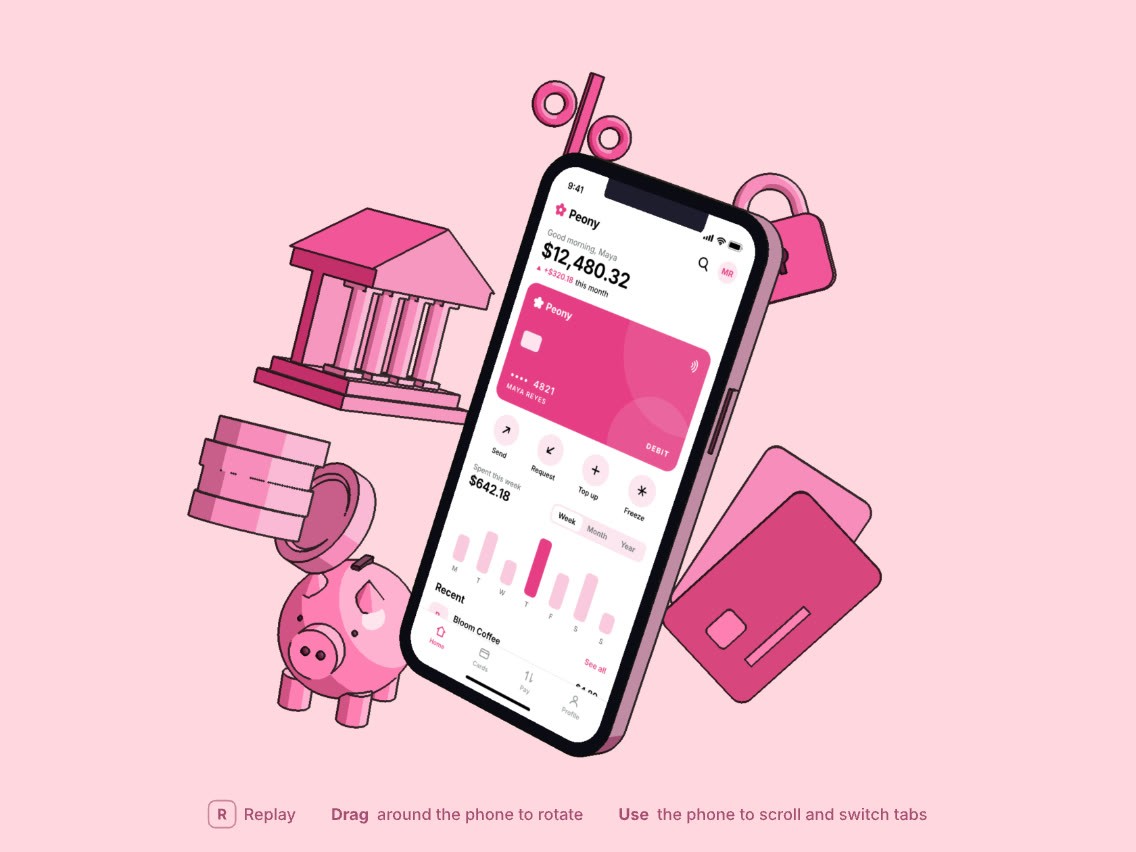 9:41
Peony
MR
Good morning, Maya
$12,480.32
▲ +$320.18 this month
Peony
•••• 4821
MAYA REYES
DEBIT
Send
Request
Top up
Freeze
Spent this week
$642.18
Week Month Year
M T W T F S S
Recent
See all
Bloom Coffee
Home
Cards
Pay
Profile
R Replay Drag around the phone to rotate Use the phone to scroll and switch tabs